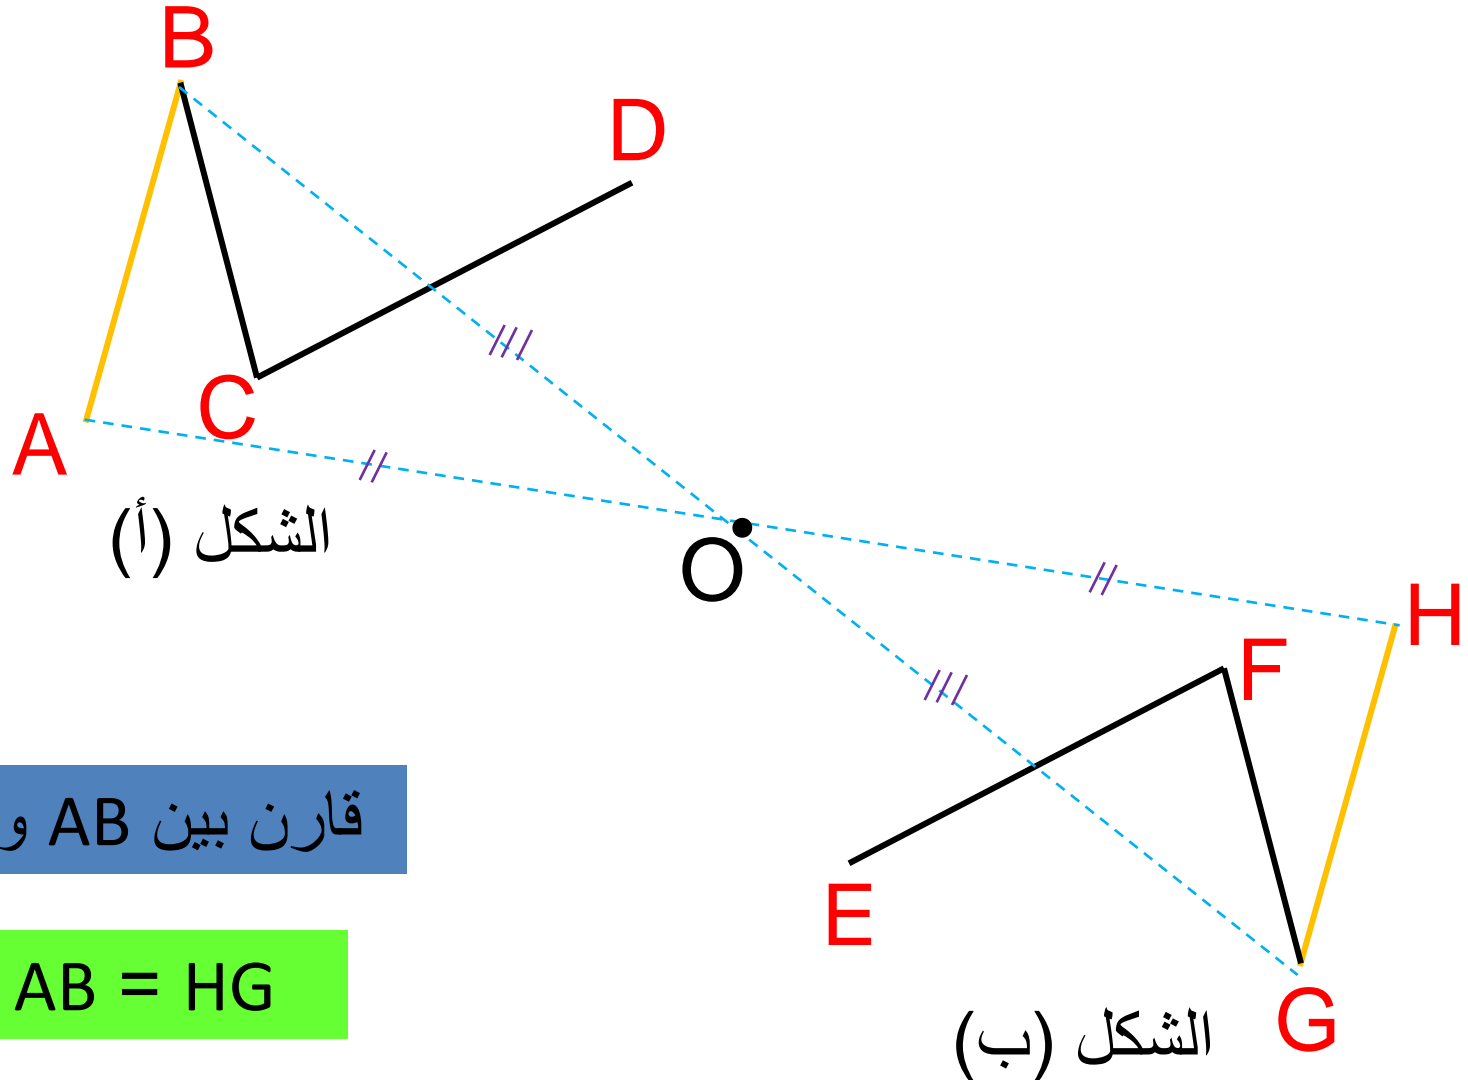 B
D
C
A
الشكل (أ)
O
H
F
قارن بين AB و
E
AB = HG
G
الشكل (ب)